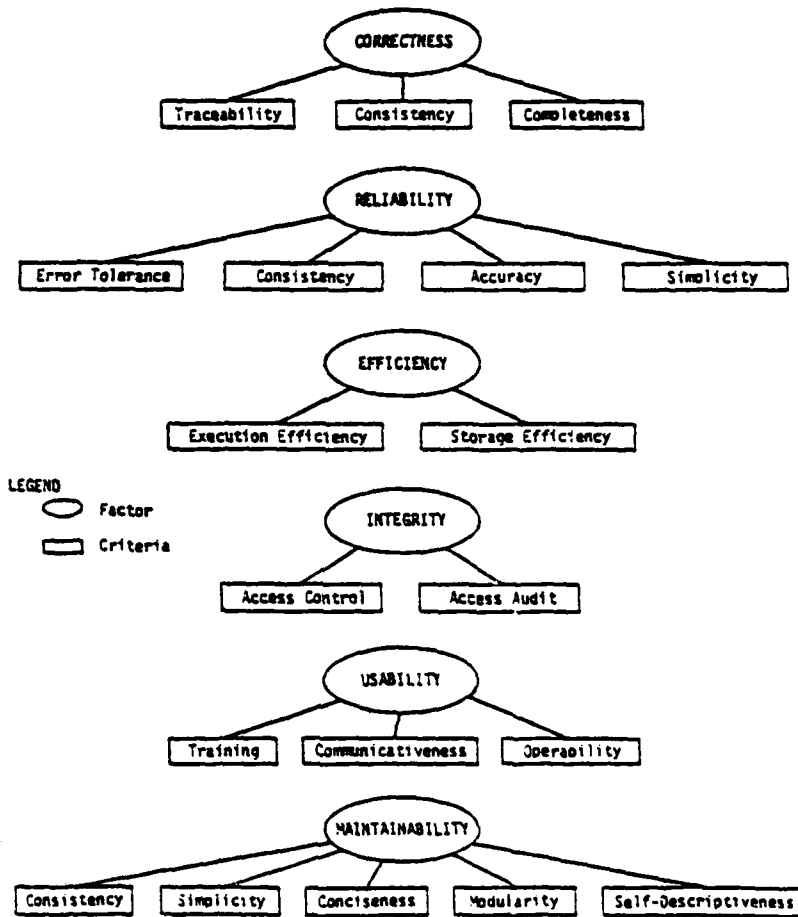 CORRECTNESS
Traceability Consistency Completeness
RELIABILITY
Error Tolerance Consistency Accuracy Simplicity
EFFICIENCY
Execution Efficiency Storage Efficiency
LEGEND
Factor
Criteria
INTEGRITY
Access Control Access Audit
USABILITY
Training Communicativeness Operability
MAINTAINABILITY
Consistency Simplicity Conciseness Modularity Self-Descriptiveness